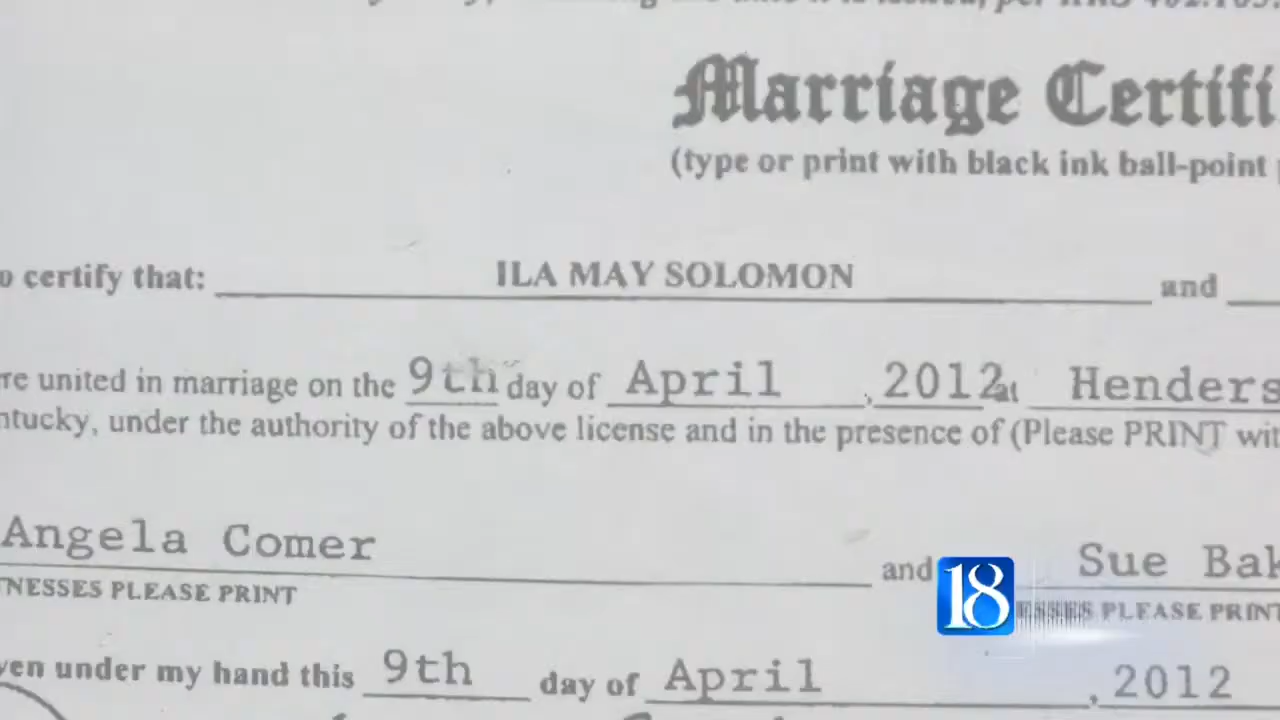 Marriage Certifi
(type or print with black ink ball-point
o certify that: ILA MAY SOLOMON and
re united in marriage on the 9th day of April , 2012 at Henders
ntucky, under the authority of the above license and in the presence of (Please PRINT wit
Angela Comer and Sue Bak
NESSES PLEASE PRINT ESSES PLEASE PRINT
18
ven under my hand this 9th day of April , 2012